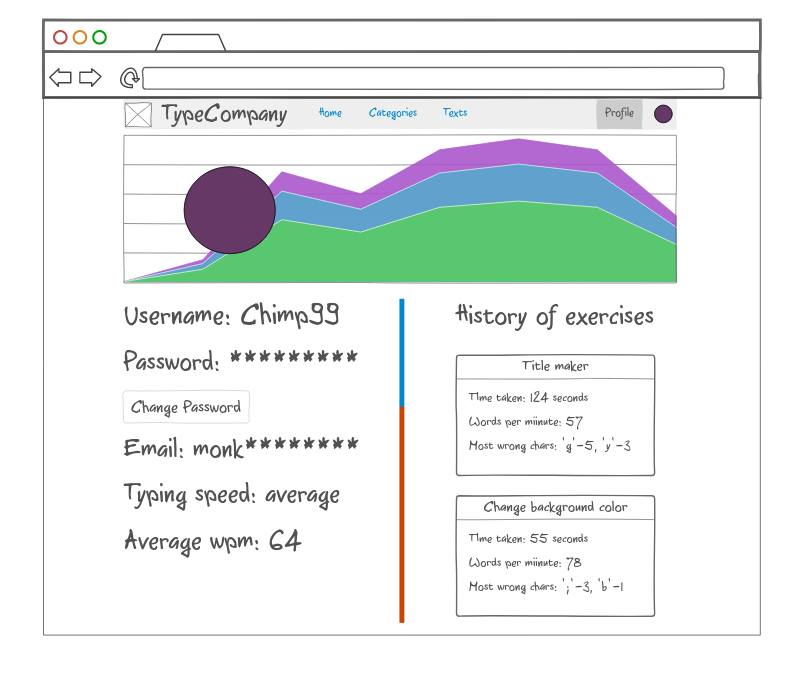 TypeCompany Home Categories Texts Profile
Username: Chimp99
Password: *********
Change Password
Email: monk********
Typing speed: average
Average wpm: 64
History of exercises
Title maker
Time taken: 124 seconds
Words per miinute: 57
Most wrong chars: 'g'-5, 'y'-3
Change background color
Time taken: 55 seconds
Words per miinute: 78
Most wrong chars: ';'-3, 'b'-1